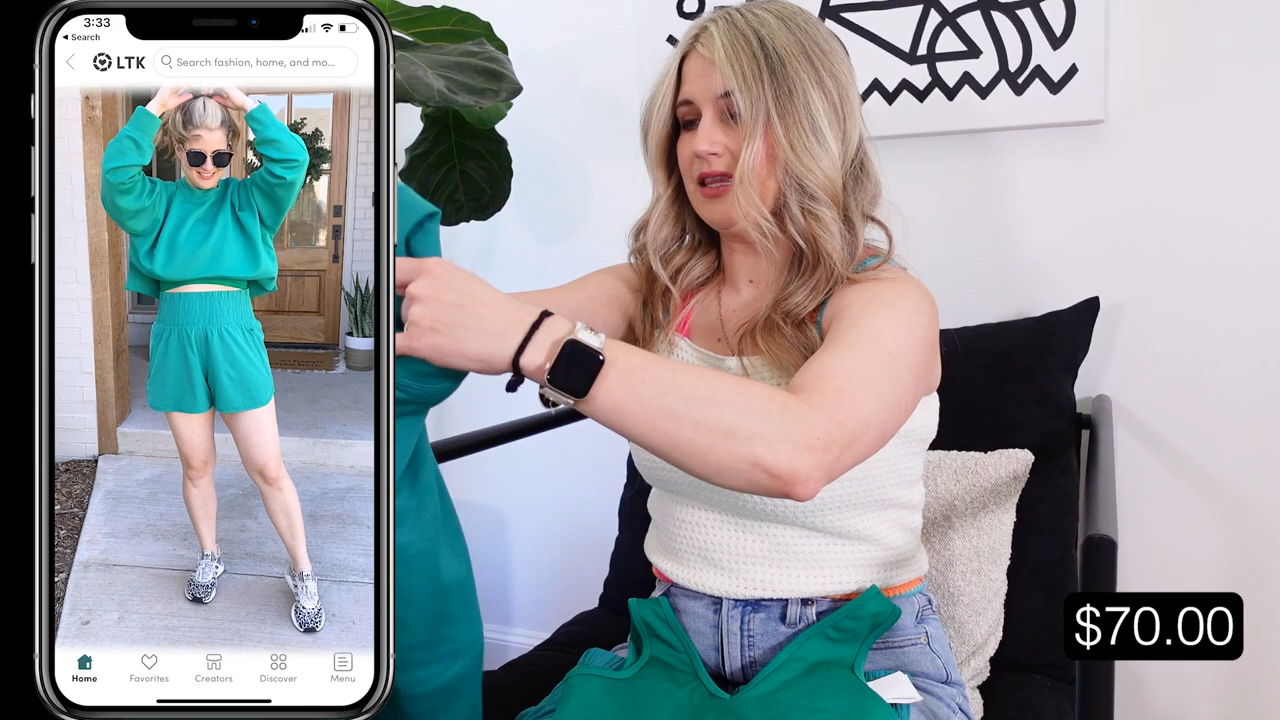 3:33
Search
LTK
Search fashion, home, and mo...
Home
Favorites
Creators
Discover
Menu
$70.00